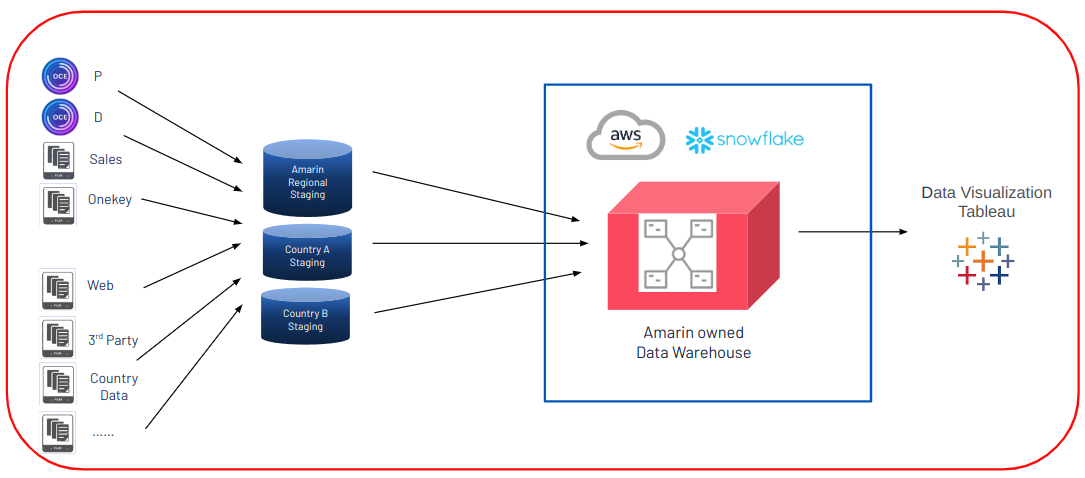 OCE
P
OCE
D
Sales
Onekey
Web
3rd Party
Country
Data
......
Amarin
Regional
Staging
Country A
Staging
Country B
Staging
aws
snowflake
Amarin owned
Data Warehouse
Data Visualization
Tableau